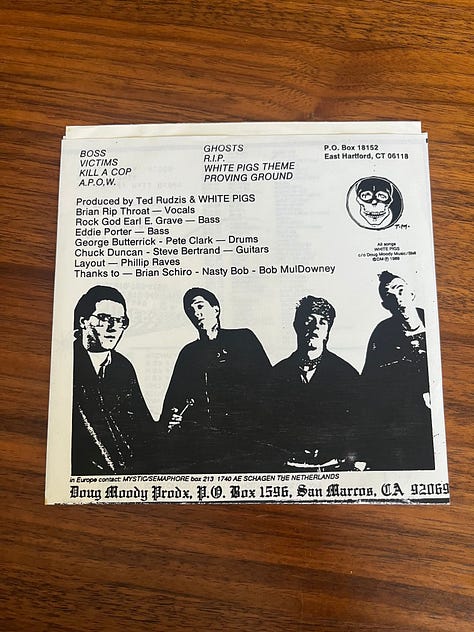 BOSS
VICTIMS
KILL A COP
A.P.O.W.
GHOSTS
R.I.P.
WHITE PIGS THEME
PROVING GROUND
P.O. Box 18152
East Hartford, CT 06118
T.M.
Produced by Ted Rudzis & WHITE PIGS
Brian Rip Throat — Vocals
Rock God Earl E. Grave — Bass
Eddie Porter — Bass
George Butterrick - Pete Clark — Drums
Chuck Duncan - Steve Bertrand — Guitars
Layout — Phillip Raves
Thanks to — Brian Schiro - Nasty Bob - Bob MulDowney
All songs
WHITE PIGS
c/o Doug Moody Music/BMI
In Europe contact: MYSTIC/SEMAPHORE box 213 1740 AE SCHAGEN THE NETHERLANDS
Doug Moody Prodx, P.O. Box 1596, San Marcos, CA 92069